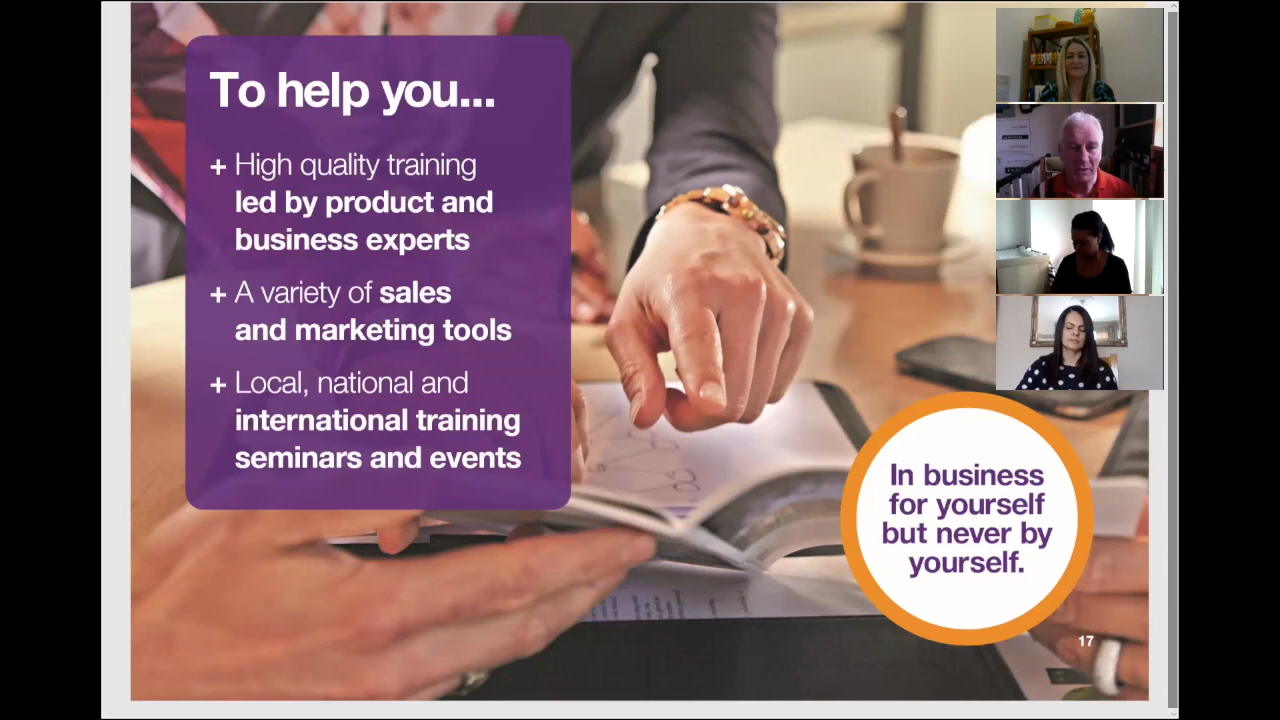 To help you...
+ High quality training
led by product and
business experts
+ A variety of sales
and marketing tools
+ Local, national and
international training
seminars and events
In business
for yourself
but never by
yourself.
17